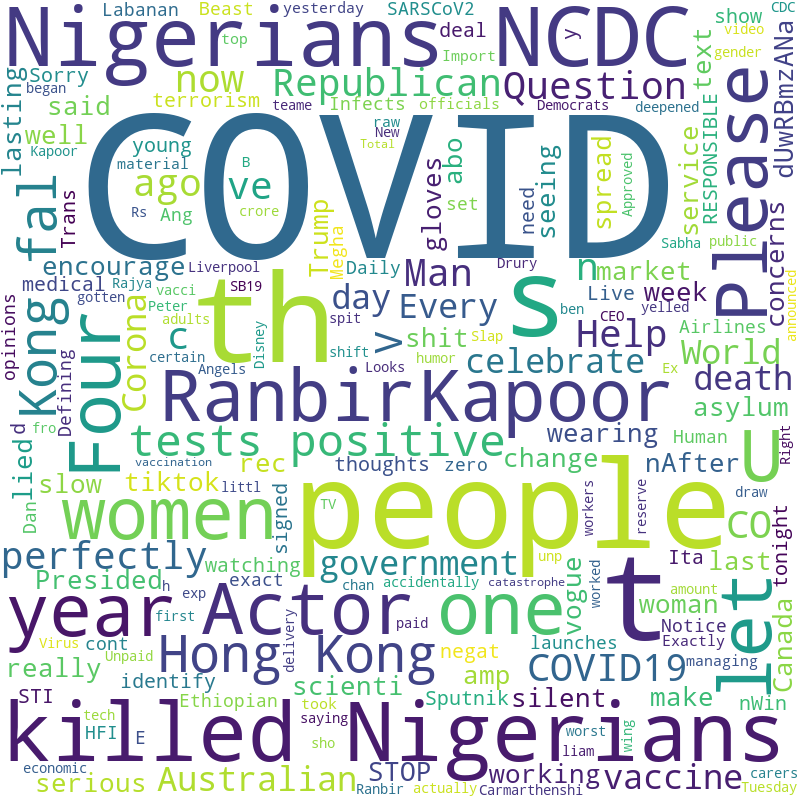 Labanan
Beast
yesterday
SARSCoV2
deal
y
show
CDC
video
gender
Nigerians
NCDC
began
top
Import
Sorry
terrorism
now
Republican
Question
text
teame
Infects
officials
Democrats
deepened
said
well
lasting
Kapoor
young
material
raw
New
Total
COVID
Please
dUwRBmzANa
RESPONSIBLE
service
Approved
spread
need
seeing
abo
set
gloves
ago
ve
B
crore
Rs
Ang
Trans
fal
Kong
Trump
Megha
encourage
Liverpool
Daily
Man
Drury
n
market
Sabha
public
concerns
announced
medical
Rajya
vacci
gotten
Peter
adults
SB19
th
day
Every
s
Live
week
CEO
ben
yelled
opinions
Four
Corona
c
certain
Angels
Disney
spit
shift
>
shit
humor
Slap
Looks
celebrate
Help
Airlines
World
Defining
lied
d
fro
RanbirKapoor
Ex
death
asylum
tests positive
wearing
Human
Right
vaccination
rec
thoughts
zero
change
nAfter
U
Dan
slow
tiktok
littl
signed
TV
workers
reserve
draw
women
people
CO
tonight
perfectly
watching
government
unp
vogue
worked
t
Ita
last
let
Canada
Presided
h
exp
exact
chan
accidentally
catastrophe
amount
woman
year
Actor
one
first
delivery
paid
Notice
Exactly
Virus
Unpaid
cont
Hong Kong
negat
launches
managing
really
identify
scienti
amp
COVID19
STI
Ethiopian
Sputnik
silent
make
nWin
killed Nigerians
tech
HFI
E
took
saying
sho
worst
liam
wing
economic
serious
Australian
STOP
working
vaccine
carers
Ranbir
actually
Carmarthenshi
Tuesday